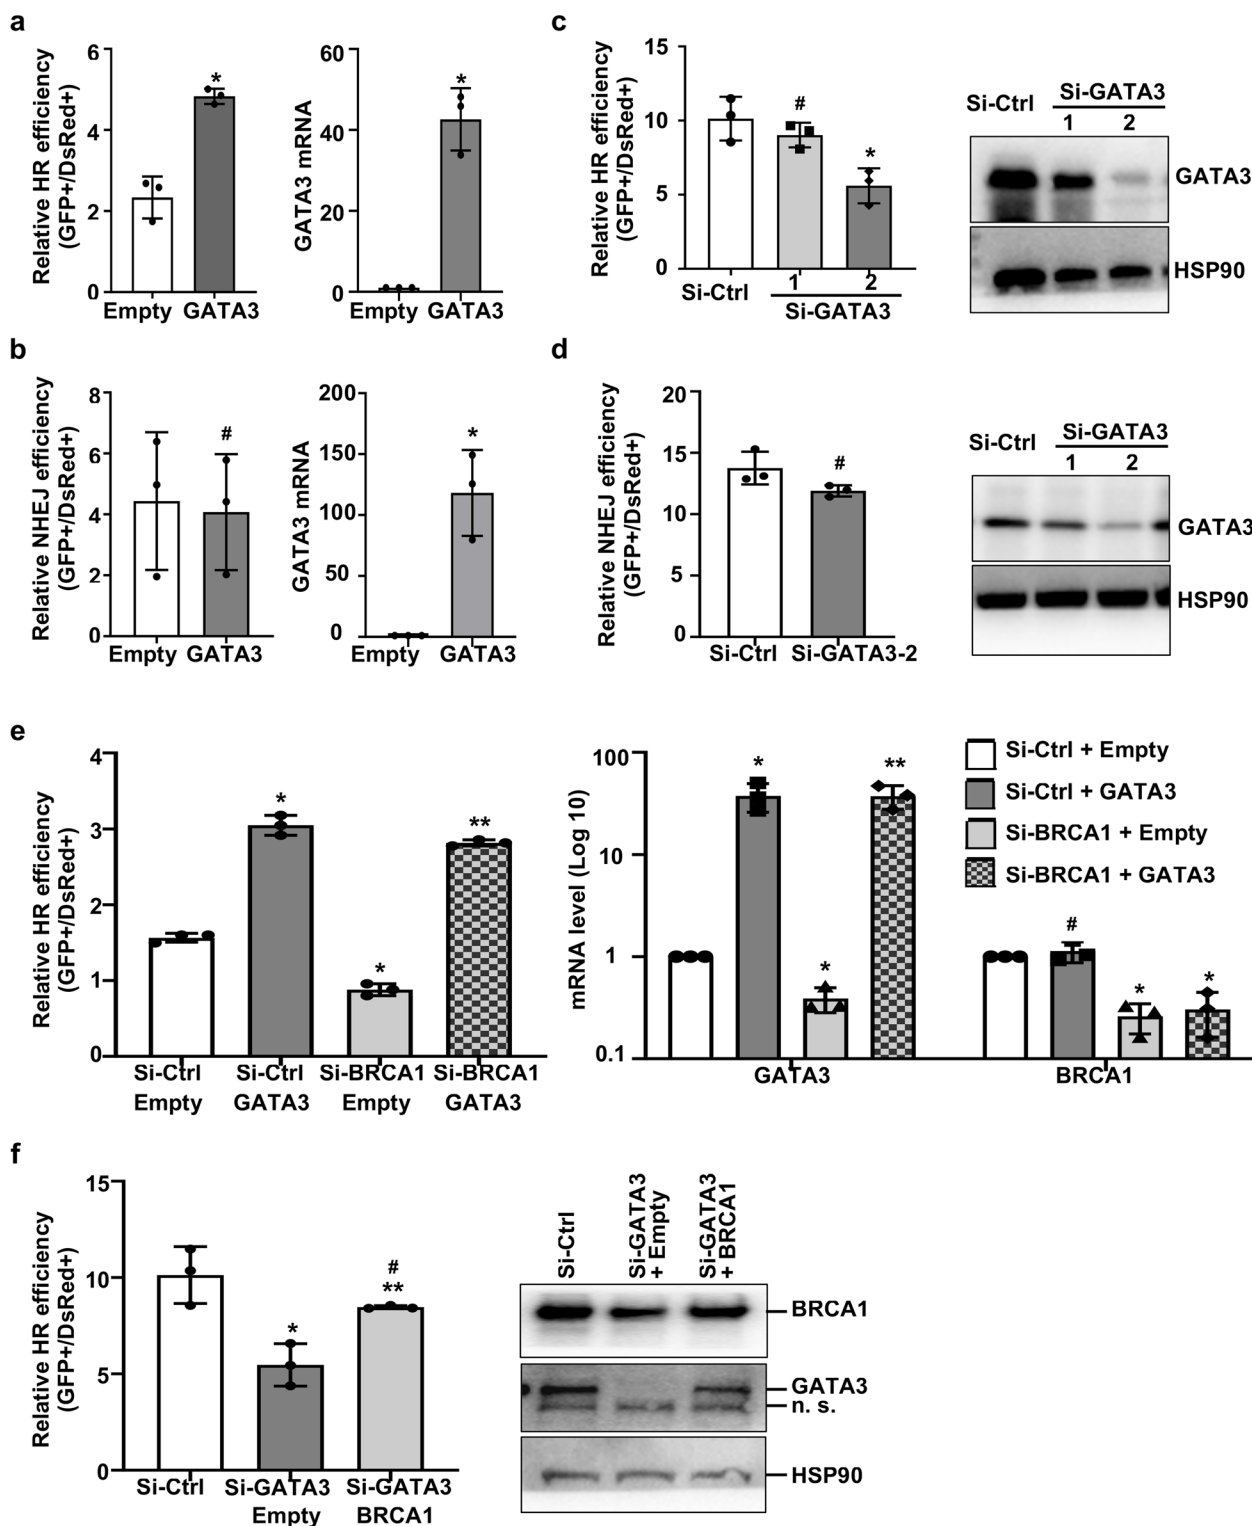 a
Relative HR efficiency
(GFP+/DsRed+)
6
4
2
0
*
Empty GATA3
GATA3 mRNA
60
40
20
0
*
Empty GATA3
c
Relative HR efficiency
(GFP+/DsRed+)
15
10
5
0
#
*
Si-Ctrl
1 2
Si-GATA3
Si-Ctrl
Si-GATA3
1 2
GATA3
HSP90
b
Relative NHEJ efficiency
(GFP+/DsRed+)
8
6
4
2
0
#
Empty GATA3
GATA3 mRNA
200
150
100
50
0
*
Empty GATA3
d
Relative NHEJ efficiency
(GFP+/DsRed+)
20
15
10
5
0
#
Si-Ctrl Si-GATA3-2
Si-Ctrl
Si-GATA3
1 2
GATA3
HSP90
e
Relative HR efficiency
(GFP+/DsRed+)
4
3
2
1
0
*
*
**
Si-Ctrl Si-Ctrl Si-BRCA1 Si-BRCA1
Empty GATA3 Empty GATA3
mRNA level (Log 10)
100
10
1
0.1
*
*
**
#
*
*
GATA3 BRCA1
Si-Ctrl + Empty
Si-Ctrl + GATA3
Si-BRCA1 + Empty
Si-BRCA1 + GATA3
f
Relative HR efficiency
(GFP+/DsRed+)
15
10
5
0
*
#
**
Si-Ctrl Si-GATA3 Si-GATA3
Empty BRCA1
Si-Ctrl
Si-GATA3
+ Empty
Si-GATA3
+ BRCA1
BRCA1
GATA3
n. s.
HSP90